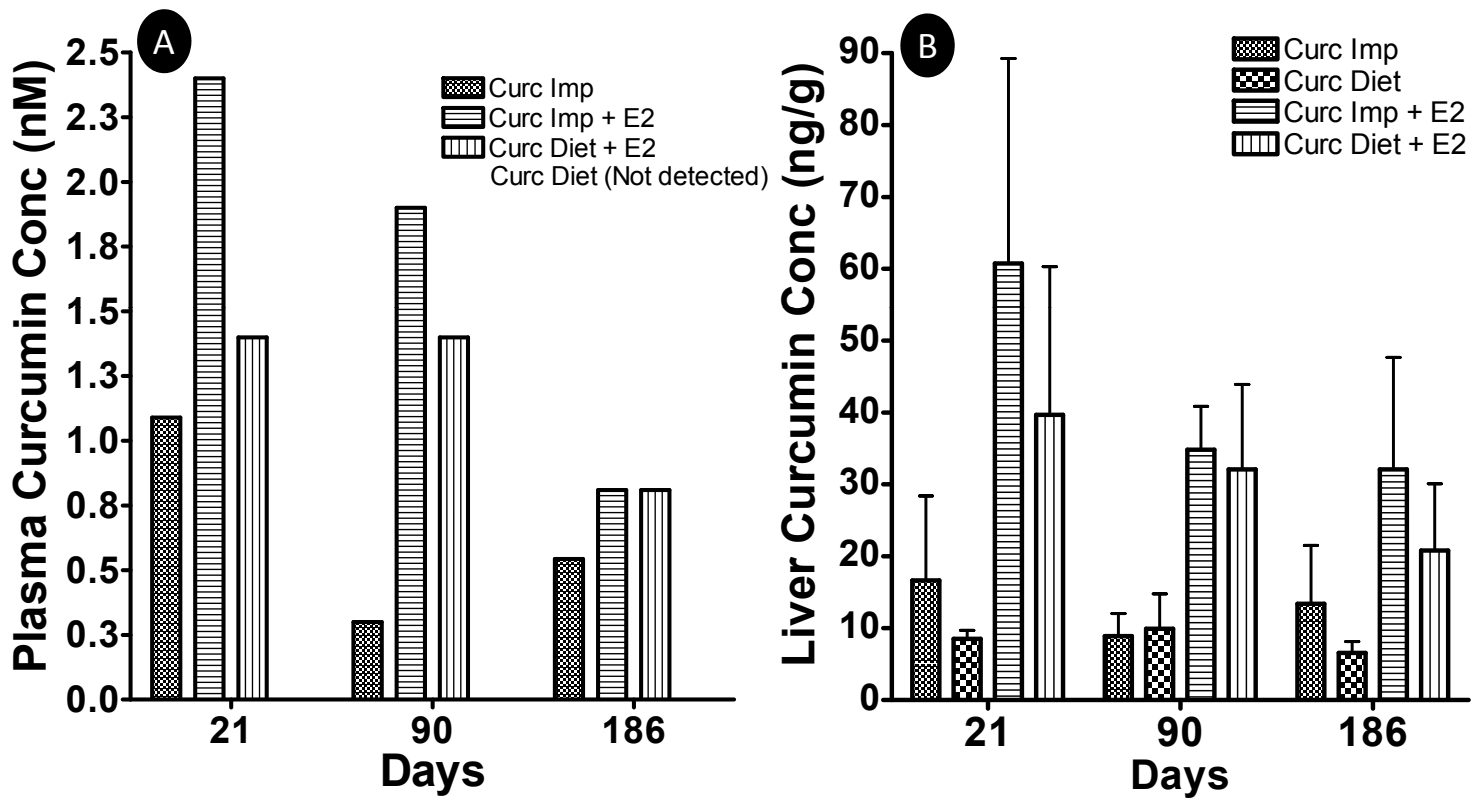 A
Plasma Curcumin Conc (nM)
2.5
2.3
2.0
1.8
1.5
1.3
1.0
0.8
0.5
0.3
0.0
Curc Imp
Curc Imp + E2
Curc Diet + E2
Curc Diet (Not detected)
21 90 186
Days
B
Liver Curcumin Conc (ng/g)
90
80
70
60
50
40
30
20
10
0
Curc Imp
Curc Diet
Curc Imp + E2
Curc Diet + E2
21 90 186
Days